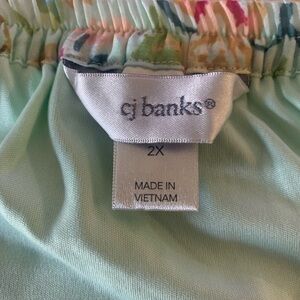 cj banks®
2X
MADE IN
VIETNAM